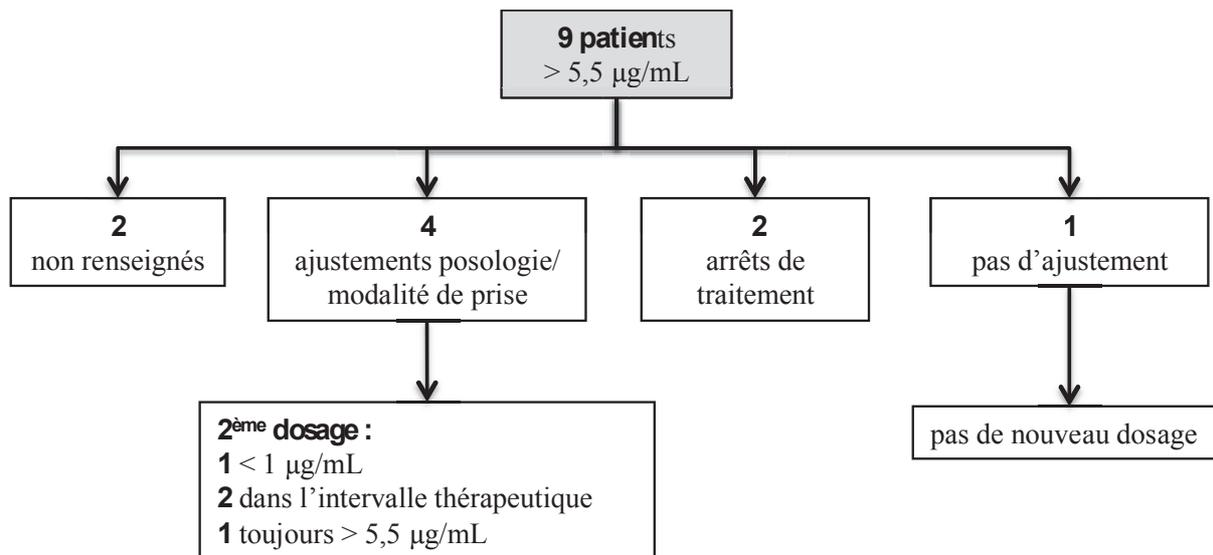 9 patients
> 5,5 µg/mL
2
non renseignés
4
ajustements posologie/
modalité de prise
2
arrêts de
traitement
1
pas d’ajustement
2ème dosage :
1 < 1 µg/mL
2 dans l’intervalle thérapeutique
1 toujours > 5,5 µg/mL
pas de nouveau dosage